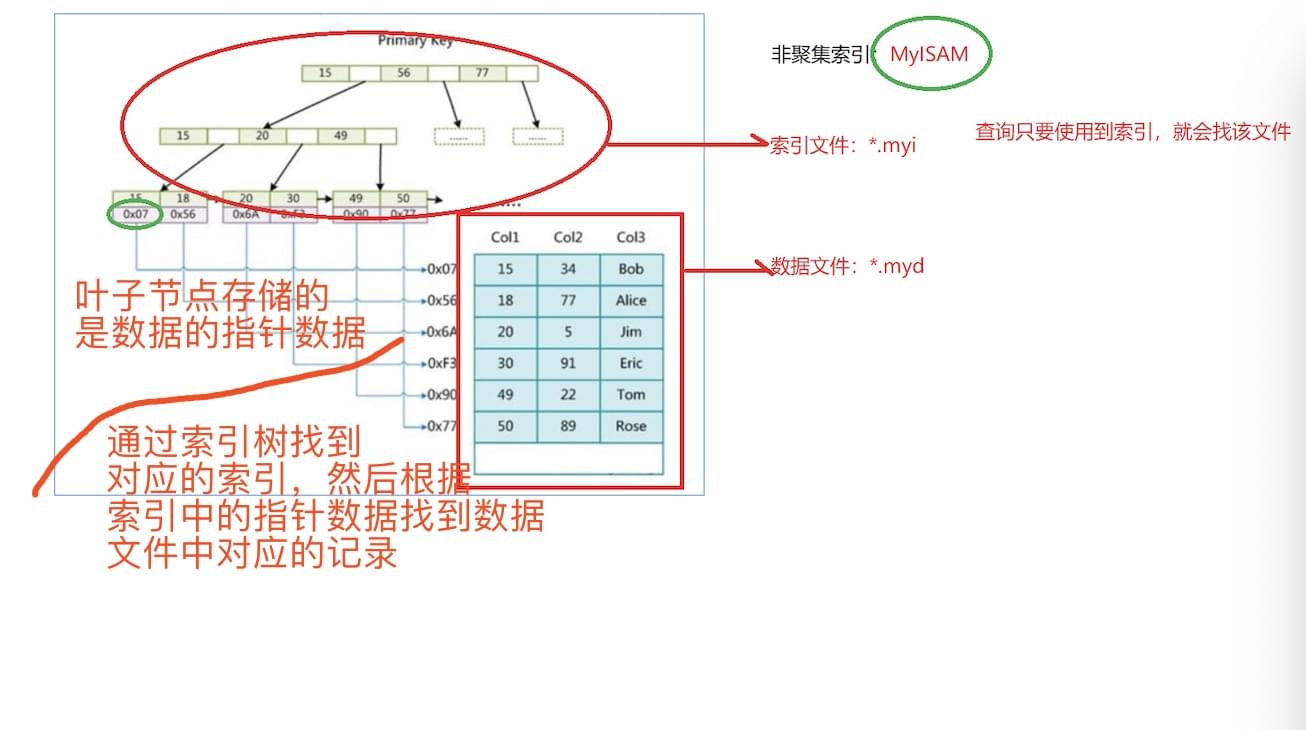 Primary Key
非聚集索引: MyISAM
15 56 77
15 20 49 ...... ......
索引文件：*.myi
查询只要使用到索引，就会找该文件
15 18 20 30 49 50
0x07 0x56 0x6A 0xF3 0x90 0x77
......
Col1 Col2 Col3
0x07 15 34 Bob
数据文件：*.myd
0x56 18 77 Alice
0x6A 20 5 Jim
0xF3 30 91 Eric
0x90 49 22 Tom
0x77 50 89 Rose
叶子节点存储的
是数据的指针数据
通过索引树找到
对应的索引，然后根据
索引中的指针数据找到数据
文件中对应的记录